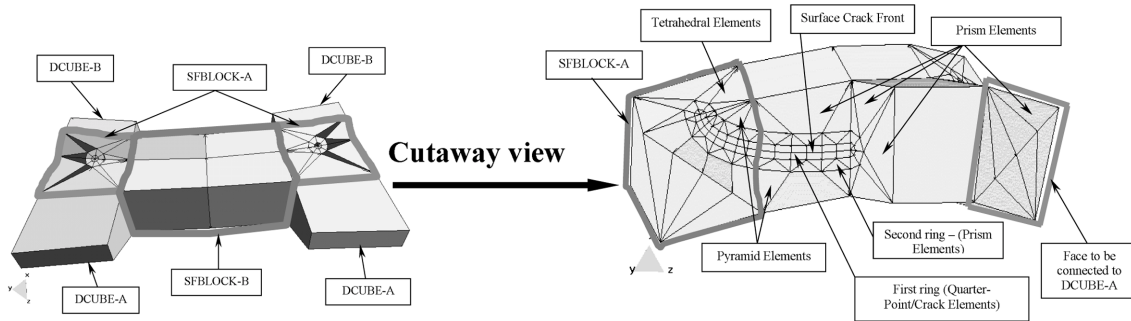 DCUBE-B
SFBLOCK-A
DCUBE-B
DCUBE-A
SFBLOCK-B
DCUBE-A
x
y
z
Cutaway view
Tetrahedral Elements
Surface Crack Front
Prism Elements
SFBLOCK-A
Pyramid Elements
Second ring – (Prism
Elements)
First ring (Quarter-
Point/Crack Elements)
Face to be
connected to
DCUBE-A
y
z